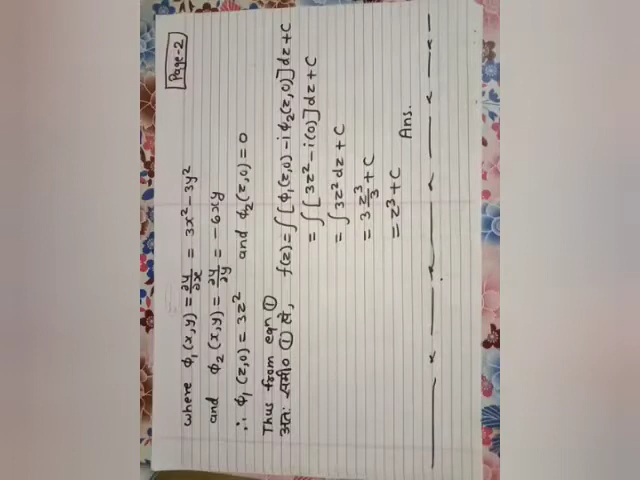 Page-2
where ϕ₁(x,y) = ∂u/∂x = 3x² - 3y²
and ϕ₂(x,y) = ∂u/∂y = -6xy
∴ ϕ₁(z,0) = 3z² and ϕ₂(z,0) = 0
Thus from eqn ①
अतः समी० ① से, f(z) = ∫[ϕ₁(z,0) - iϕ₂(z,0)]dz + C
= ∫[3z² - i(0)]dz + C
= ∫3z² dz + C
= 3 z³/3 + C
= z³ + C
Ans.